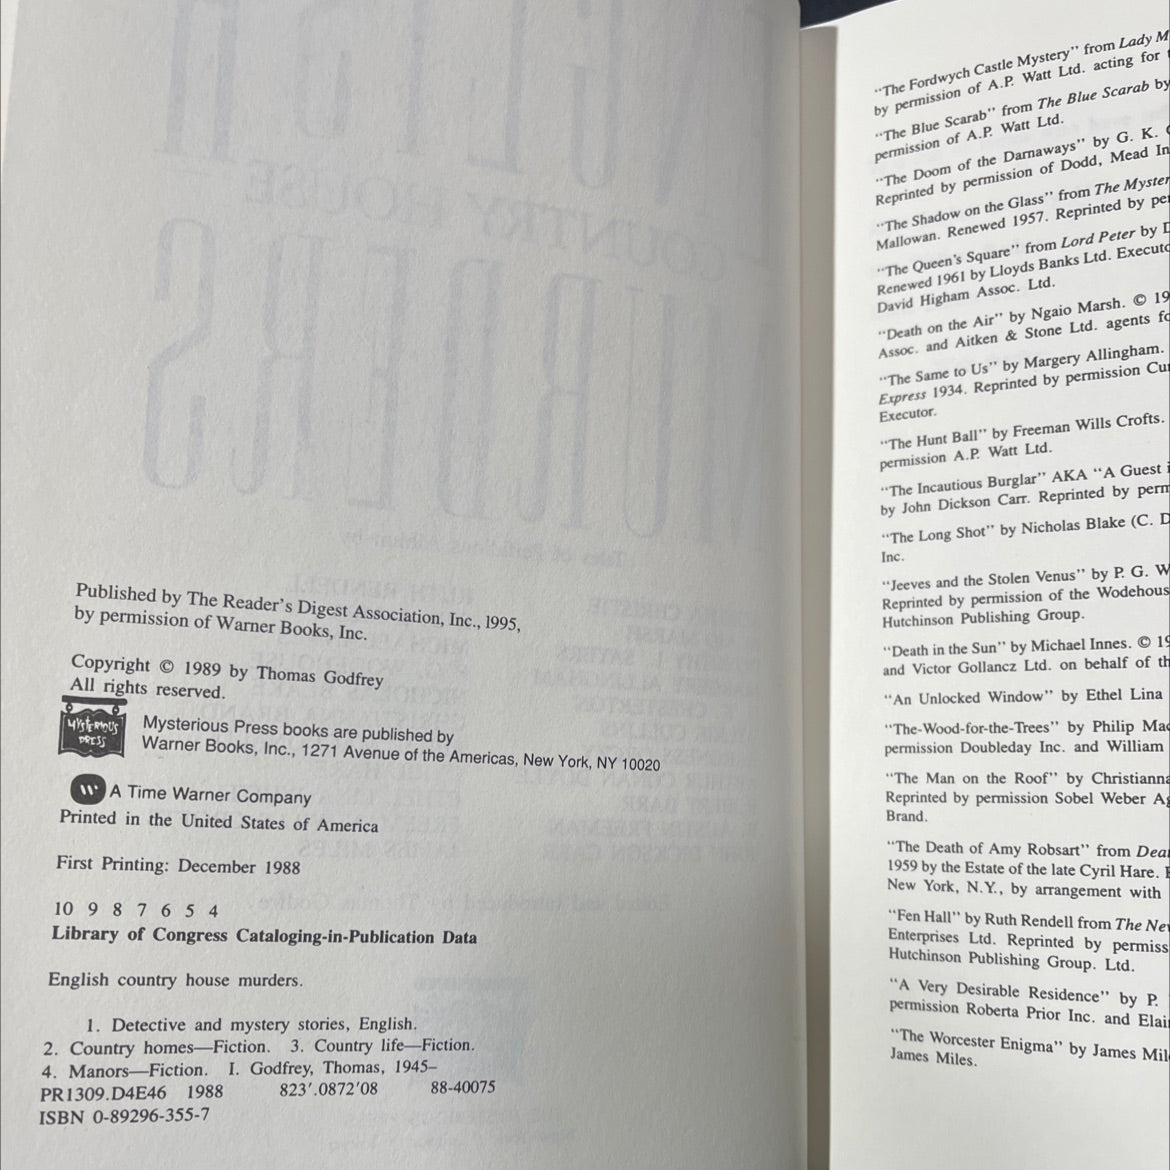 Published by The Reader's Digest Association, Inc., 1995,
by permission of Warner Books, Inc.
Copyright © 1989 by Thomas Godfrey
All rights reserved.
MYSTERIOUS
PRESS
Mysterious Press books are published by
Warner Books, Inc., 1271 Avenue of the Americas, New York, NY 10020
A Time Warner Company
Printed in the United States of America
First Printing: December 1988
10 9 8 7 6 5 4
Library of Congress Cataloging-in-Publication Data
English country house murders.
1. Detective and mystery stories, English.
2. Country homes—Fiction. 3. Country life—Fiction.
4. Manors—Fiction. I. Godfrey, Thomas, 1945–
PR1309.D4E46 1988 823'.0872'08 88-40075
ISBN 0-89296-355-7
"The Fordwych Castle Mystery" from Lady M
by permission of A.P. Watt Ltd. acting for
"The Blue Scarab" from The Blue Scarab by
permission of A.P. Watt Ltd.
"The Doom of the Darnaways" by G. K.
Reprinted by permission of Dodd, Mead In
"The Shadow on the Glass" from The Myster
Mallowan. Renewed 1957. Reprinted by pe
"The Queen's Square" from Lord Peter by D
Renewed 1961 by Lloyds Banks Ltd. Executo
David Higham Assoc. Ltd.
"Death on the Air" by Ngaio Marsh. © 19
Assoc. and Aitken & Stone Ltd. agents fo
"The Same to Us" by Margery Allingham.
Express 1934. Reprinted by permission Cu
Executor.
"The Hunt Ball" by Freeman Wills Crofts.
permission A.P. Watt Ltd.
"The Incautious Burglar" AKA "A Guest i
by John Dickson Carr. Reprinted by perm
"The Long Shot" by Nicholas Blake (C. D
Inc.
"Jeeves and the Stolen Venus" by P. G. W
Reprinted by permission of the Wodehous
Hutchinson Publishing Group.
"Death in the Sun" by Michael Innes. © 19
and Victor Gollancz Ltd. on behalf of th
"An Unlocked Window" by Ethel Lina
"The-Wood-for-the-Trees" by Philip Mac
permission Doubleday Inc. and William
"The Man on the Roof" by Christianna
Reprinted by permission Sobel Weber Ag
Brand.
"The Death of Amy Robsart" from Dea
1959 by the Estate of the late Cyril Hare.
New York, N.Y., by arrangement with
"Fen Hall" by Ruth Rendell from The Ne
Enterprises Ltd. Reprinted by permiss
Hutchinson Publishing Group. Ltd.
"A Very Desirable Residence" by P.
permission Roberta Prior Inc. and Elai
"The Worcester Enigma" by James Mil
James Miles.